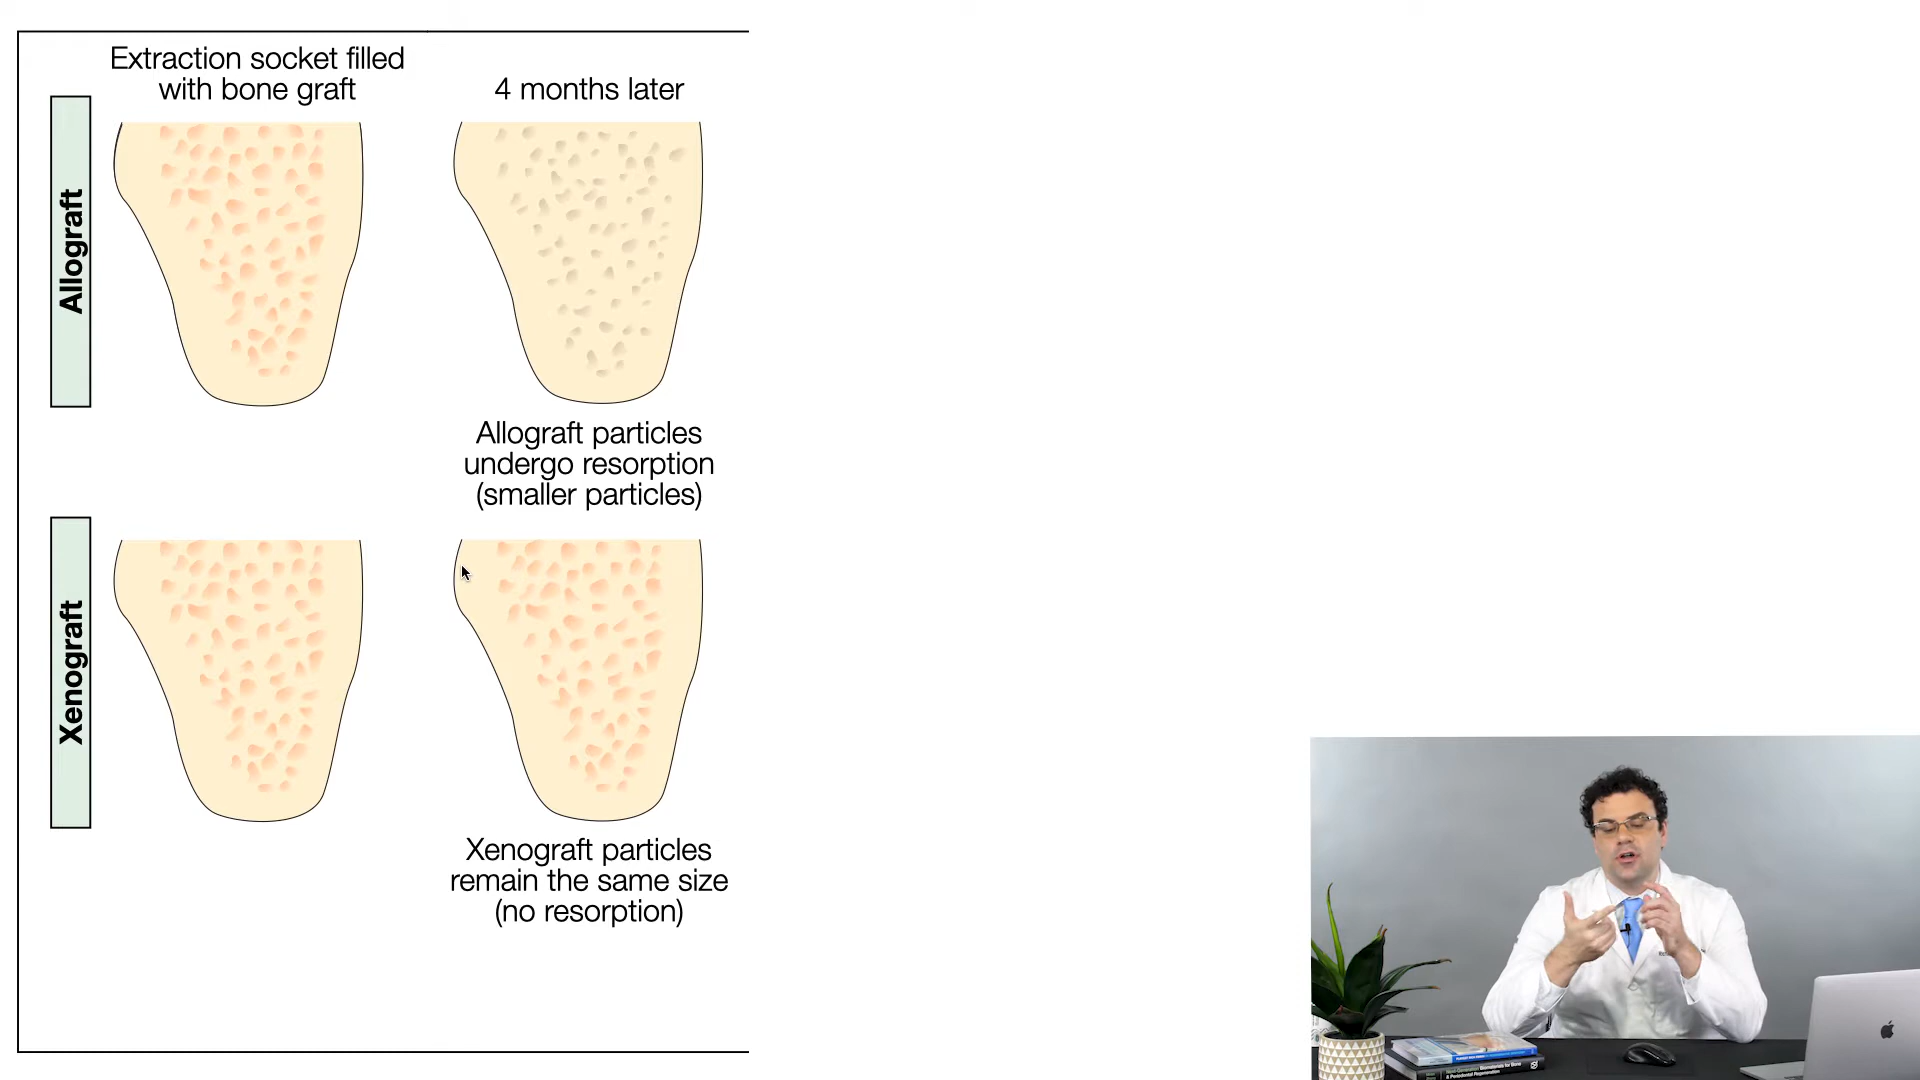 Extraction socket filled
with bone graft
4 months later
Allograft
Allograft particles
undergo resorption
(smaller particles)
Xenograft
Xenograft particles
remain the same size
(no resorption)